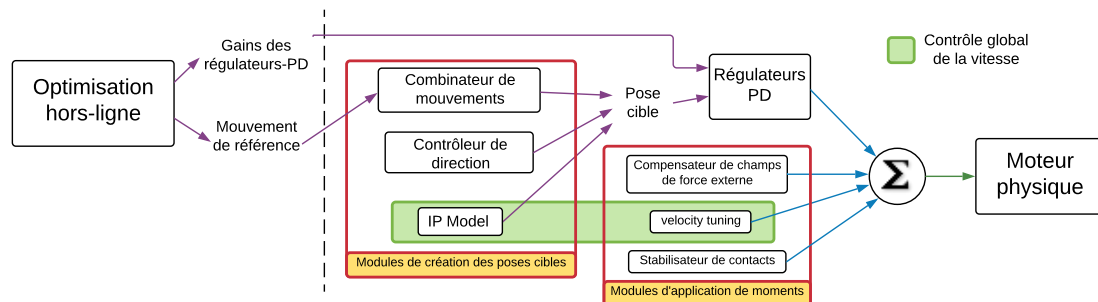 Optimisation
hors-ligne
Gains des
régulateurs-PD
Mouvement
de référence
Combinateur de
mouvements
Contrôleur de
direction
IP Model
Modules de création des poses cibles
Pose
cible
Régulateurs
PD
Compensateur de champs
de force externe
velocity tuning
Stabilisateur de contacts
Modules d'application de moments
Contrôle global
de la vitesse
Σ
Moteur
physique